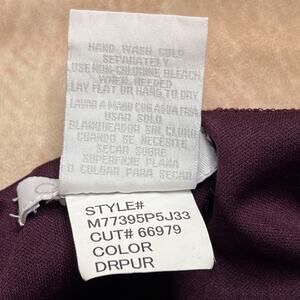 HAND WASH COLD
SEPARATELY
USE NON-CHLORINE BLEACH
WHEN NEEDED
LAY FLAT OR HANG TO DRY
LAVAR A MANO CON AGUA FRIA
USAR SOLO
BLANQUEADOR SIN CLURO
CUANDO SE NECESITE
SECAR SOBRE
SUPERFICIE PLANA
O COLGAR PARA SECAR
STYLE#
M77395P5J33
CUT# 66979
COLOR
DRPUR